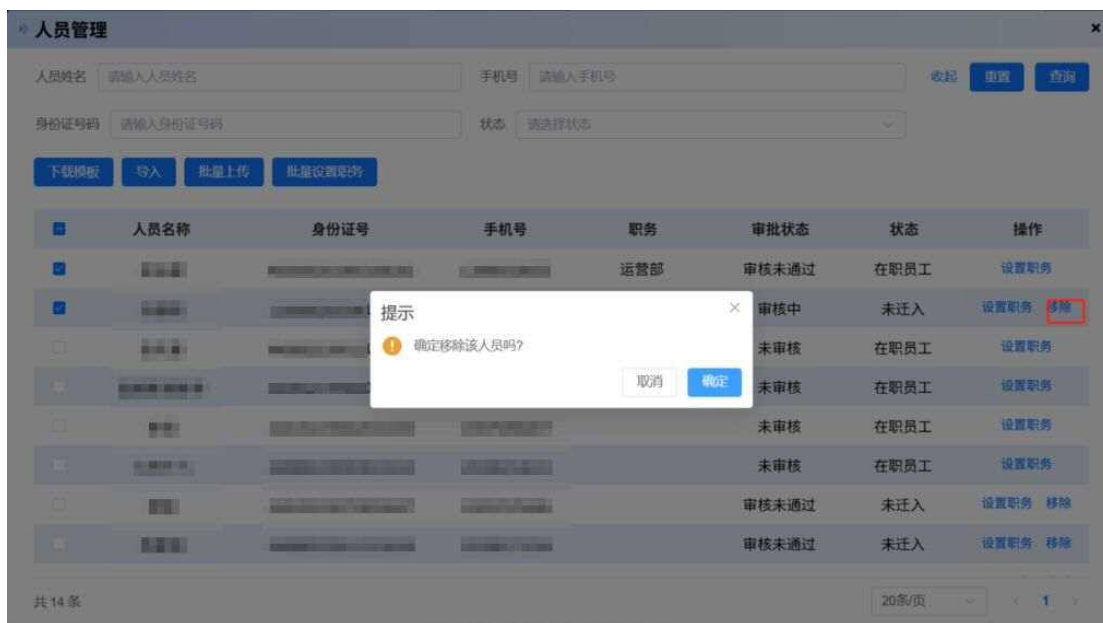 人员管理
人员姓名 请输入人员姓名 手机号 请输入手机号 收起 重置 查询
身份证号码 请输入身份证号码 状态 请选择状态
下载模板 导入 批量上传 批量设置职务
人员名称 身份证号 手机号 职务 审批状态 状态 操作
运营部 审核未通过 在职员工 设置职务
提示
审核中 未迁入 设置职务 移除
确定移除该人员吗?
未审核 在职员工 设置职务
取消 确定
未审核 在职员工 设置职务
未审核 在职员工 设置职务
未审核 在职员工 设置职务
审核未通过 未迁入 设置职务 移除
审核未通过 未迁入 设置职务 移除
共 14 条 20条/页 1